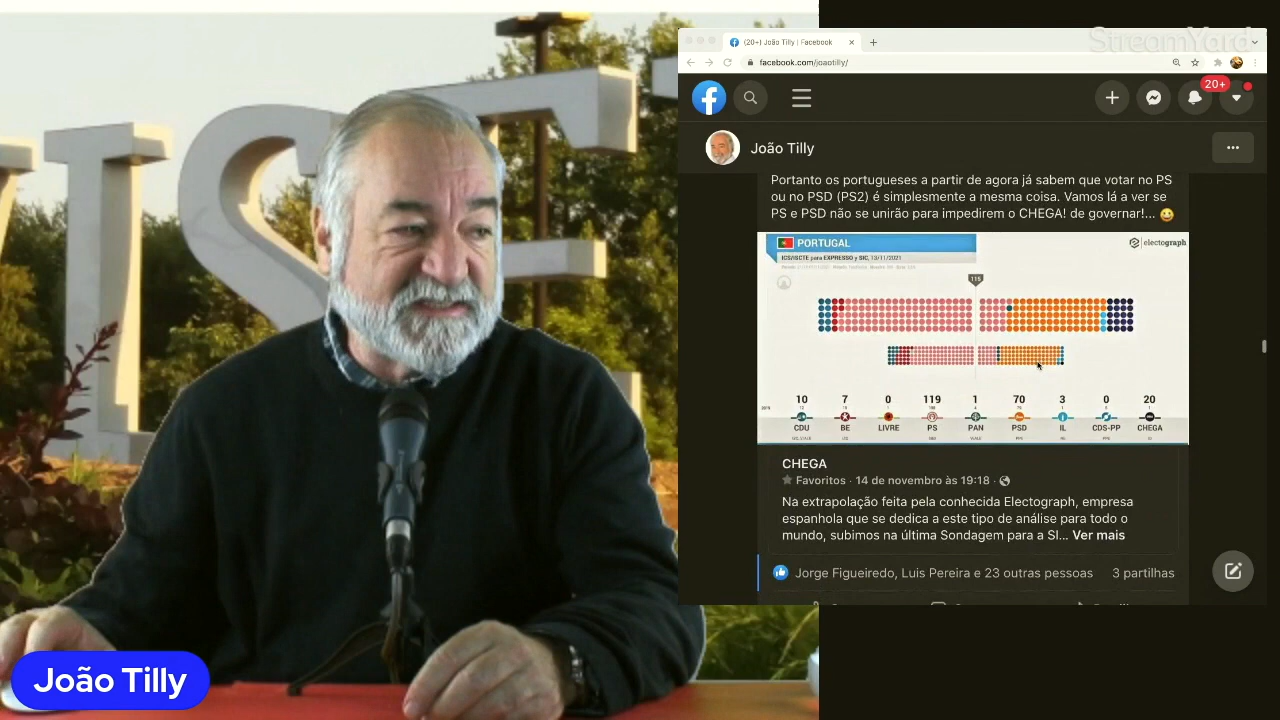 VISE
StreamYard
(20+) João Tilly | Facebook
facebook.com/joaotilly/
20+
João Tilly
Portanto os portugueses a partir de agora já sabem que votar no PS
ou no PSD (PS2) é simplesmente a mesma coisa. Vamos lá a ver se
PS e PSD não se unirão para impedirem o CHEGA! de governar!... 😀
PORTUGAL
electograph
ICS/ISCTE para EXPRESSO y SIC, 13/11/2021
115
10 7 0 119 1 70 3 0 20
CDU BE LIVRE PS PAN PSD IL CDS-PP CHEGA
CHEGA
Favoritos · 14 de novembro às 19:18
Na extrapolação feita pela conhecida Electograph, empresa
espanhola que se dedica a este tipo de análise para todo o
mundo, subimos na última Sondagem para a SI... Ver mais
Jorge Figueiredo, Luis Pereira e 23 outras pessoas 3 partilhas
João Tilly